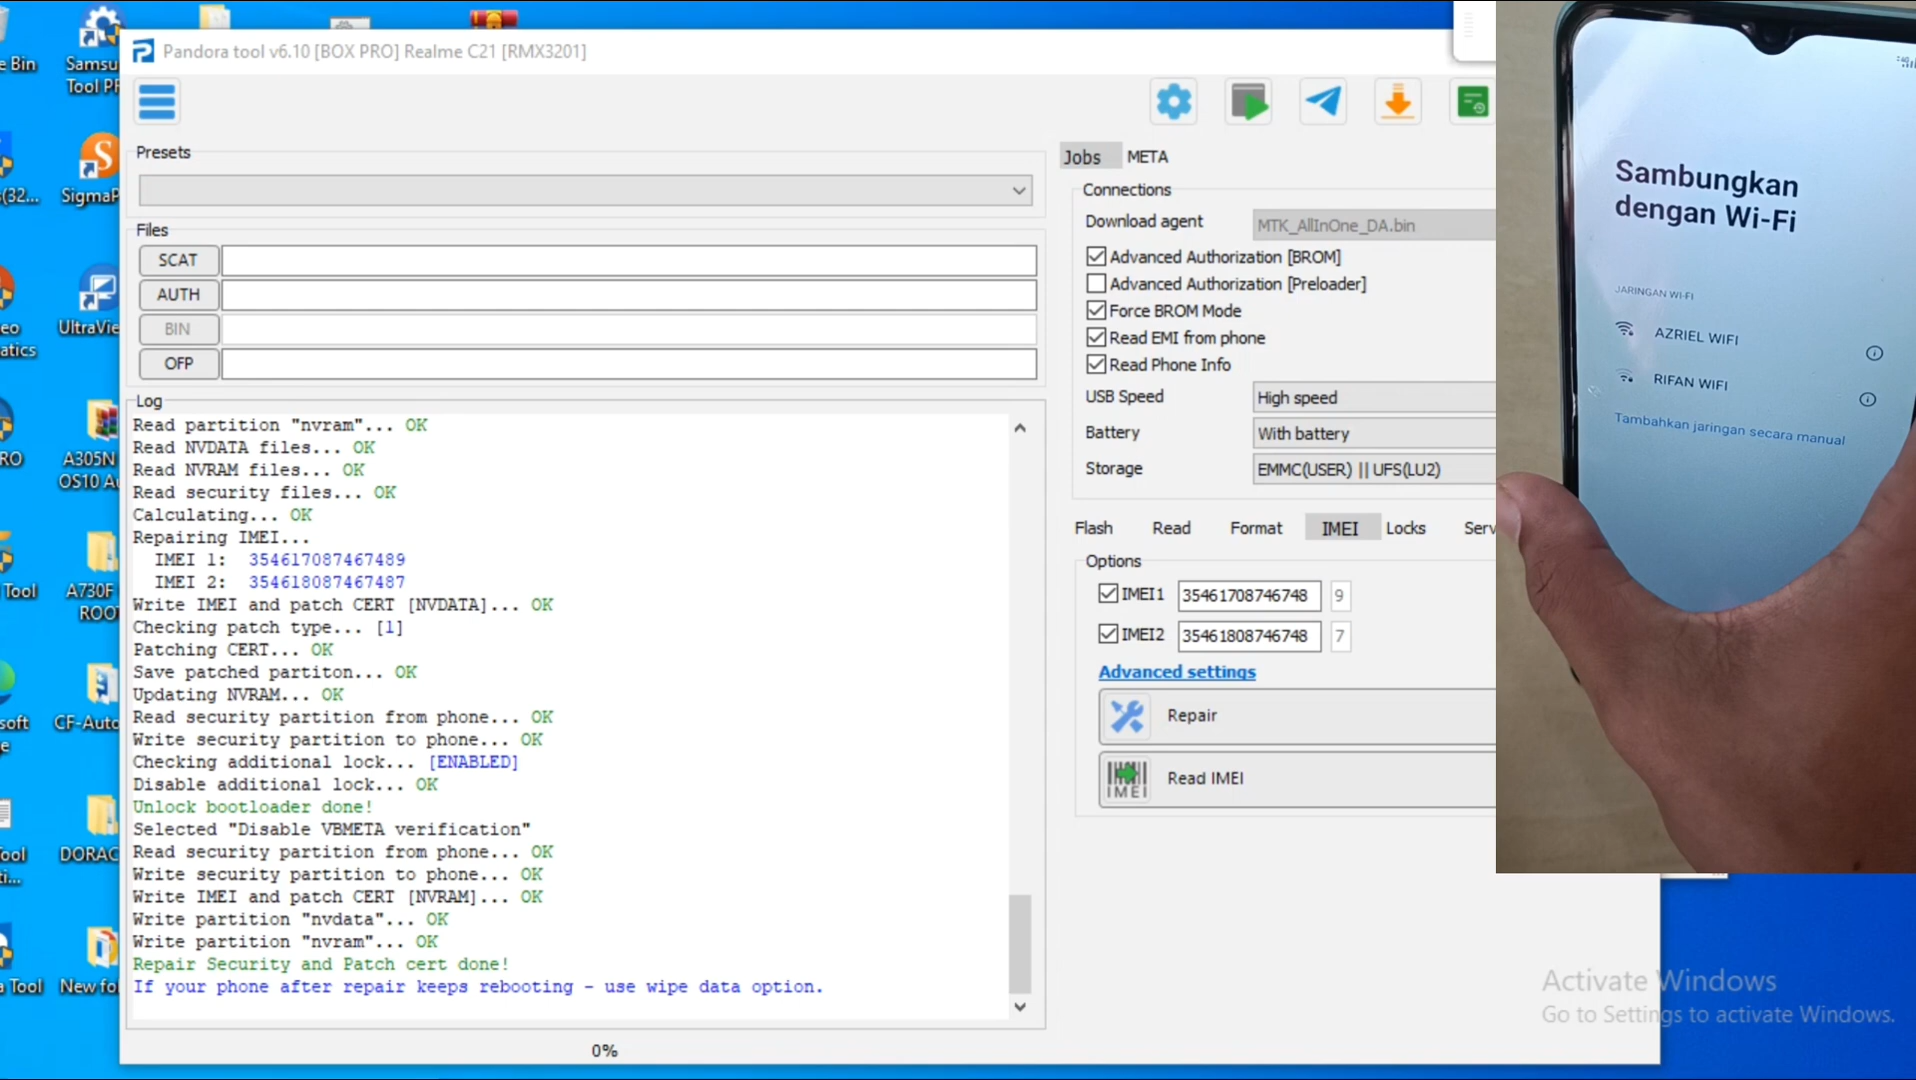 e Bin
Samsu
Tool PR
(32...
SigmaP
eo
atics
UltraVie
RO
A305N
OS10 Au
Tool
A730F
ROOT
soft
e
CF-Auto
Tool
DORAC
a Tool
New fol
Pandora tool v6.10 [BOX PRO] Realme C21 [RMX3201]
Presets
Files
SCAT
AUTH
BIN
OFP
Log
Read partition "nvram"... OK
Read NVDATA files... OK
Read NVRAM files... OK
Read security files... OK
Calculating... OK
Repairing IMEI...
IMEI 1: 354617087467489
IMEI 2: 354618087467487
Write IMEI and patch CERT [NVDATA]... OK
Checking patch type... [1]
Patching CERT... OK
Save patched partiton... OK
Updating NVRAM... OK
Read security partition from phone... OK
Write security partition to phone... OK
Checking additional lock... [ENABLED]
Disable additional lock... OK
Unlock bootloader done!
Selected "Disable VBMETA verification"
Read security partition from phone... OK
Write security partition to phone... OK
Write IMEI and patch CERT [NVRAM]... OK
Write partition "nvdata"... OK
Write partition "nvram"... OK
Repair Security and Patch cert done!
If your phone after repair keeps rebooting - use wipe data option.
0%
Jobs META
Connections
Download agent MTK_AllInOne_DA.bin
Advanced Authorization [BROM]
Advanced Authorization [Preloader]
Force BROM Mode
Read EMI from phone
Read Phone Info
USB Speed High speed
Battery With battery
Storage EMMC(USER) || UFS(LU2)
Flash Read Format IMEI Locks Serv
Options
IMEI1 35461708746748 9
IMEI2 35461808746748 7
Advanced settings
Repair
IMEI Read IMEI
Sambungkan
dengan Wi-Fi
JARINGAN WI-FI
AZRIEL WIFI
RIFAN WIFI
Tambahkan jaringan secara manual
Activate Windows
Go to Settings to activate Windows.